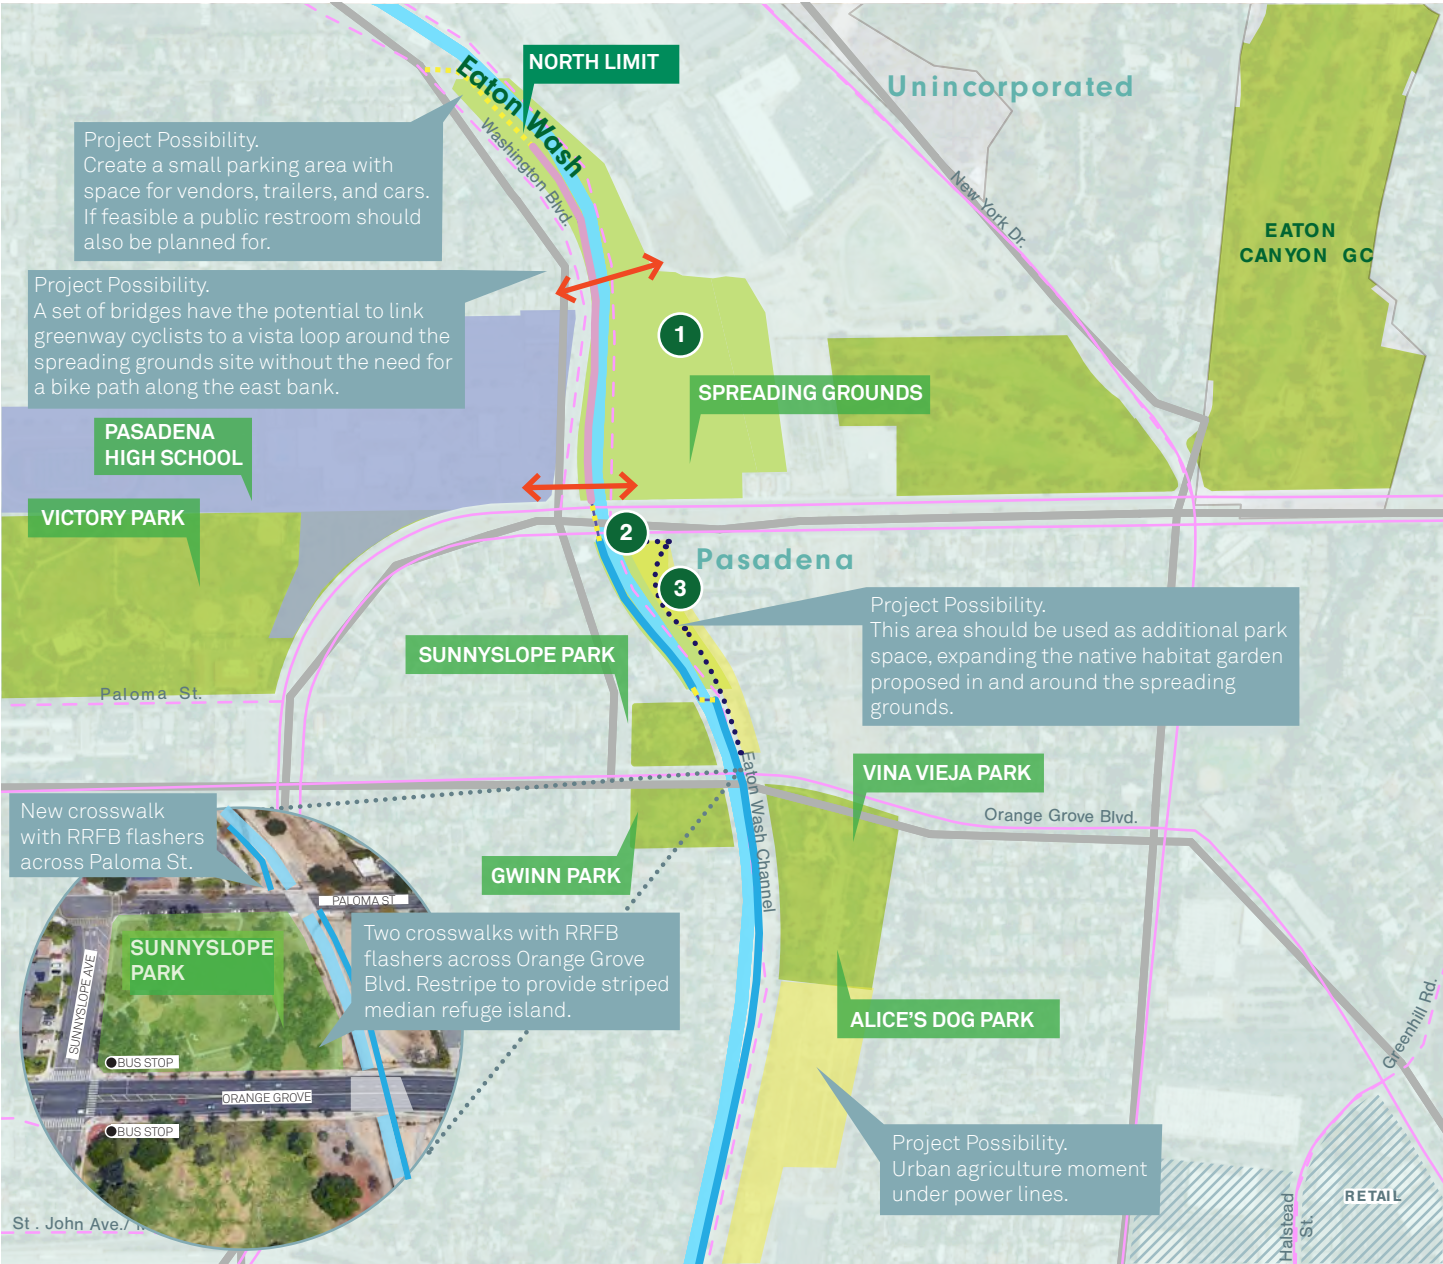 NORTH LIMIT
Eaton Wash
Washington Blvd.
Unincorporated
New York Dr.
EATON
CANYON GC
Project Possibility.
Create a small parking area with
space for vendors, trailers, and cars.
If feasible a public restroom should
also be planned for.
Project Possibility.
A set of bridges have the potential to link
greenway cyclists to a vista loop around the
spreading grounds site without the need for
a bike path along the east bank.
1
SPREADING GROUNDS
PASADENA
HIGH SCHOOL
VICTORY PARK
2
Pasadena
3
Project Possibility.
This area should be used as additional park
space, expanding the native habitat garden
proposed in and around the spreading
grounds.
SUNNYSLOPE PARK
Paloma St.
VINA VIEJA PARK
Eaton Wash Channel
Orange Grove Blvd.
New crosswalk
with RRFB flashers
across Paloma St.
GWINN PARK
PALOMA ST
SUNNYSLOPE
PARK
SUNNYSLOPE AVE
Two crosswalks with RRFB
flashers across Orange Grove
Blvd. Restripe to provide striped
median refuge island.
ALICE'S DOG PARK
Greenhill Rd.
BUS STOP
ORANGE GROVE
BUS STOP
Project Possibility.
Urban agriculture moment
under power lines.
RETAIL
Halstead
St.
St . John Ave./